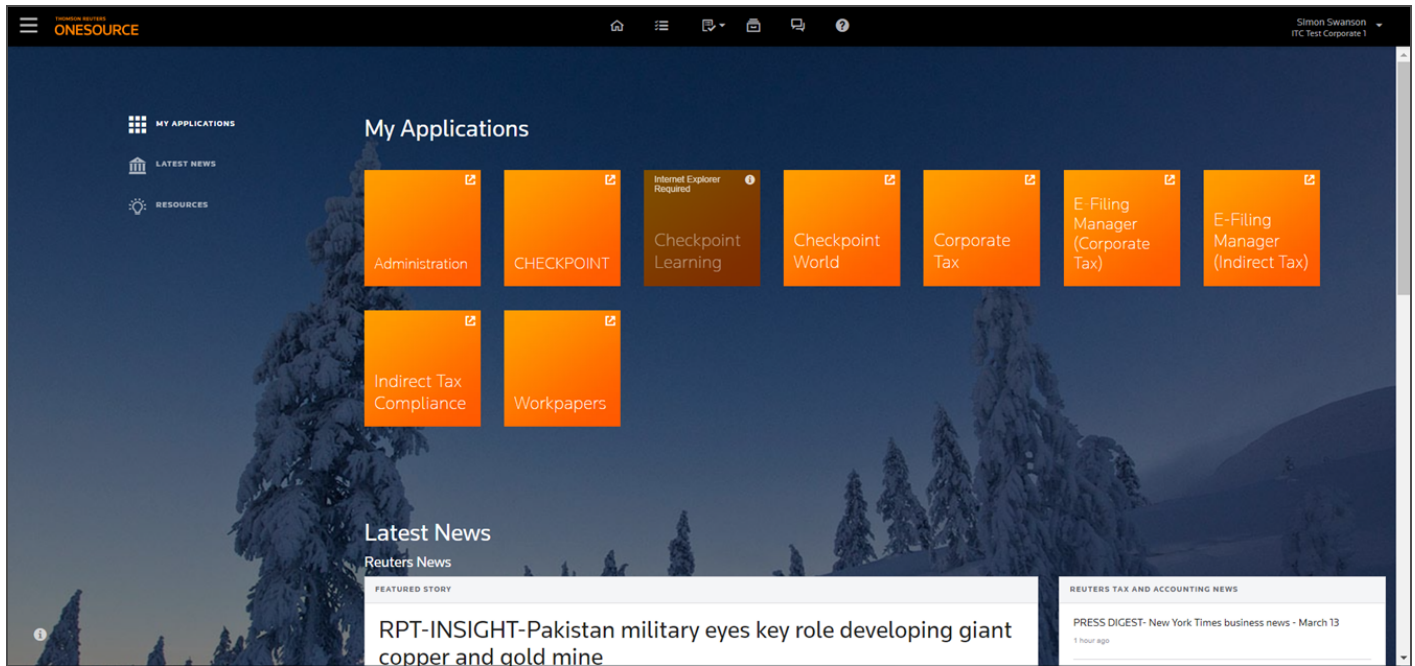 THOMSON REUTERS
ONESOURCE
Simon Swanson
ITC Test Corporate 1
MY APPLICATIONS
LATEST NEWS
RESOURCES
My Applications
Administration
CHECKPOINT
Internet Explorer
Required
Checkpoint
Learning
Checkpoint
World
Corporate
Tax
E-Filing
Manager
(Corporate
Tax)
E-Filing
Manager
(Indirect Tax)
Indirect Tax
Compliance
Workpapers
Latest News
Reuters News
FEATURED STORY
RPT-INSIGHT-Pakistan military eyes key role developing giant
copper and gold mine
REUTERS TAX AND ACCOUNTING NEWS
PRESS DIGEST- New York Times business news - March 13
1 hour ago